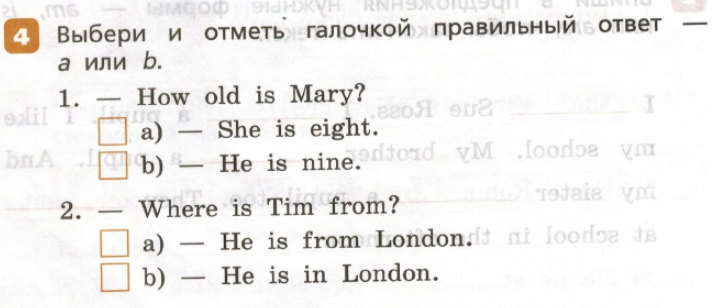 4 Выбери и отметь галочкой правильный ответ —
a или b.
1. — How old is Mary?
a) — She is eight.
b) — He is nine.
2. — Where is Tim from?
a) — He is from London.
b) — He is in London.